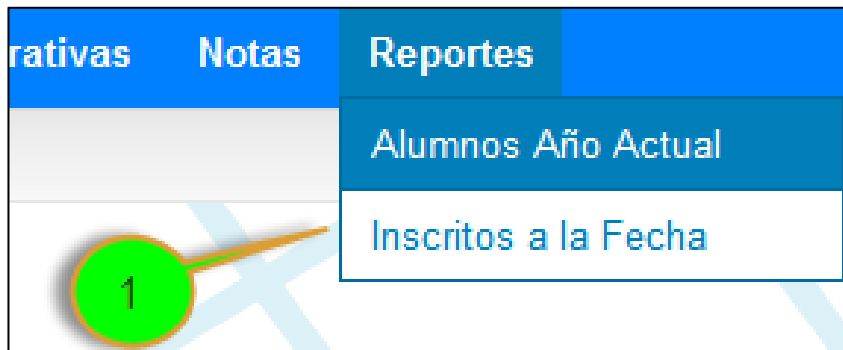 rativas Notas Reportes
Alumnos Año Actual
Inscritos a la Fecha
1